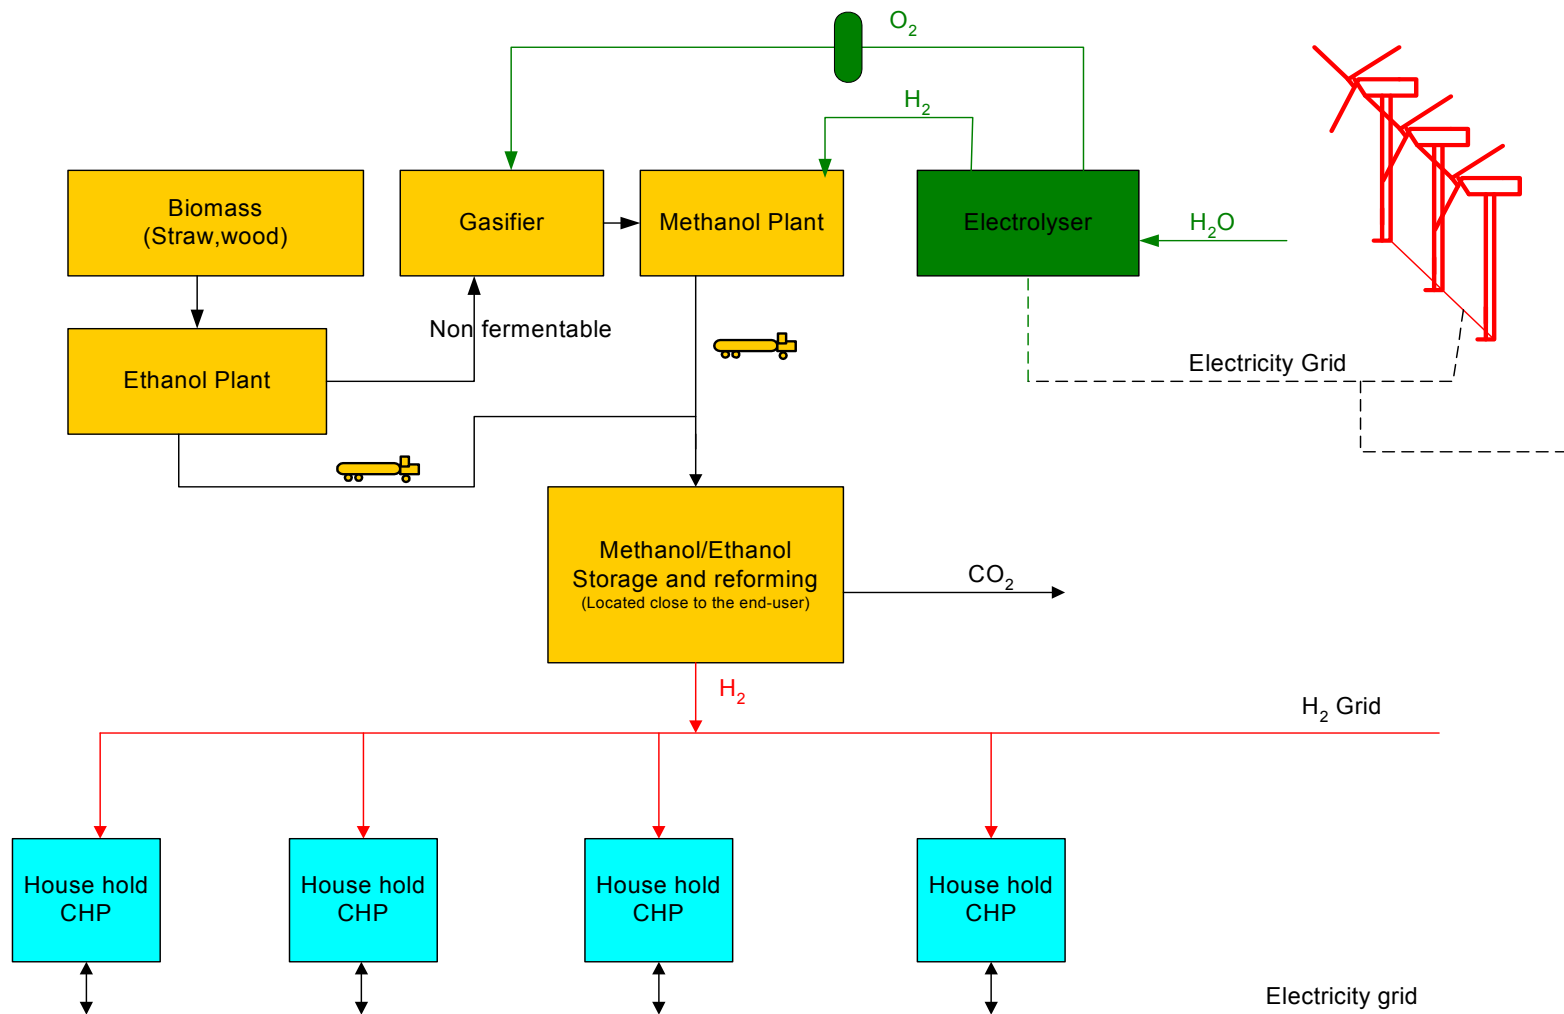 O2
H2
Biomass
(Straw,wood)
Gasifier
Methanol Plant
Electrolyser
H2O
Non fermentable
Ethanol Plant
Electricity Grid
Methanol/Ethanol
Storage and reforming
(Located close to the end-user)
CO2
H2
H2 Grid
House hold
CHP
House hold
CHP
House hold
CHP
House hold
CHP
Electricity grid